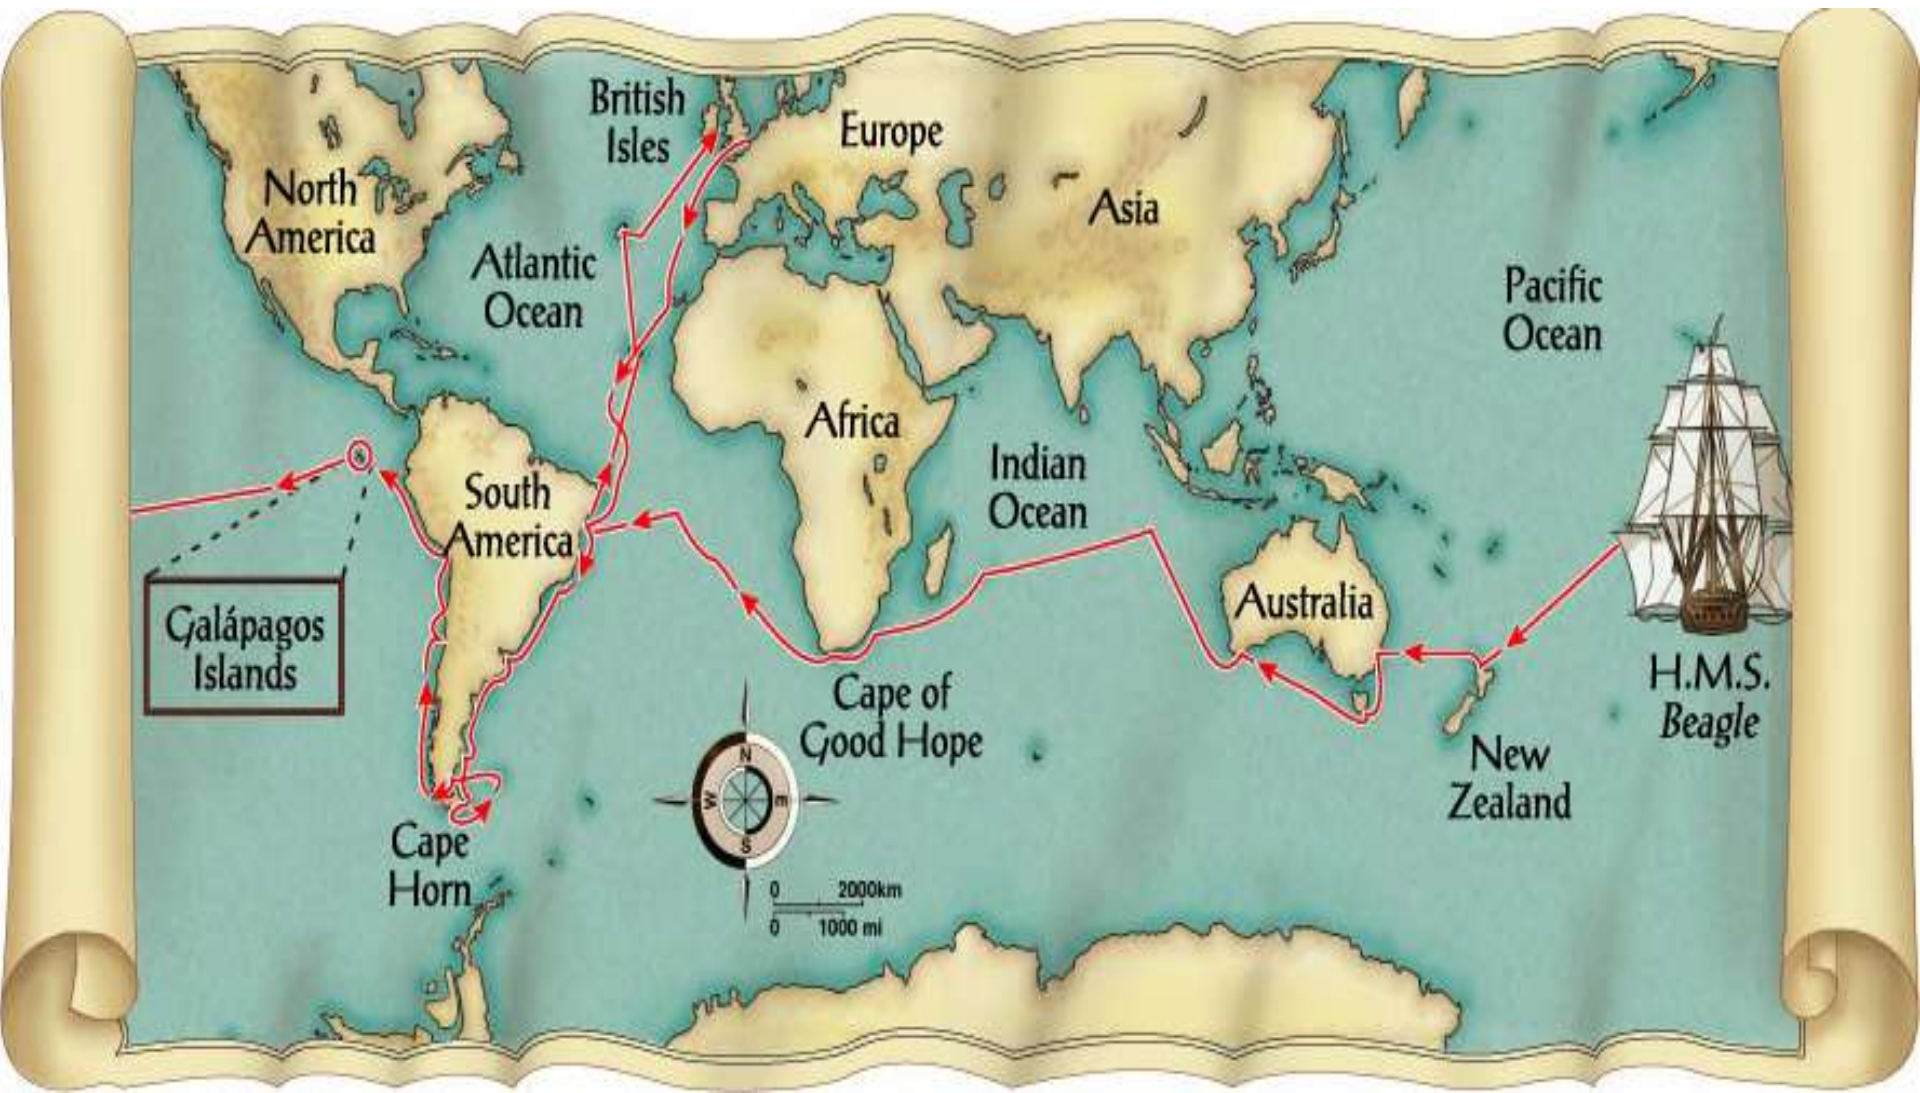 British
Isles
Europe
North
America
Asia
Atlantic
Ocean
Pacific
Ocean
Africa
Indian
Ocean
South
America
Galápagos
Islands
Australia
H.M.S.
Beagle
Cape of
Good Hope
New
Zealand
Cape
Horn
N
W
E
S
0 2000km
0 1000 mi